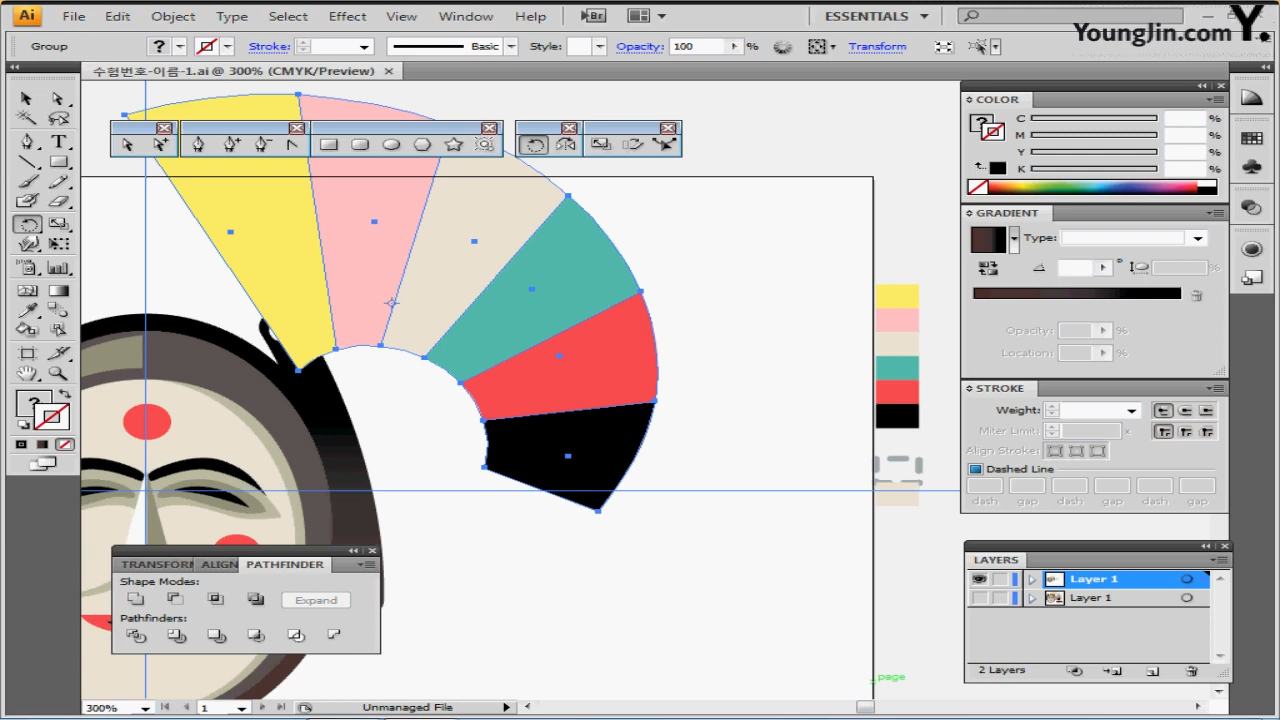 Ai File Edit Object Type Select Effect View Window Help Br ESSENTIALS
YoungJin.com Y.
Group ? Stroke: Basic Style: Opacity: 100 % Transform
수험번호-이름-1.ai @ 300% (CMYK/Preview)
COLOR
? C %
M %
Y %
K %
GRADIENT
Type:
° %
Opacity: %
Location: %
STROKE
Weight:
Miter Limit: x
Align Stroke:
Dashed Line
dash gap dash gap dash gap
T
?
TRANSFORM ALIGN PATHFINDER
Shape Modes:
Expand
Pathfinders:
LAYERS
Layer 1
Layer 1
2 Layers
page
300% 1 Unmanaged File